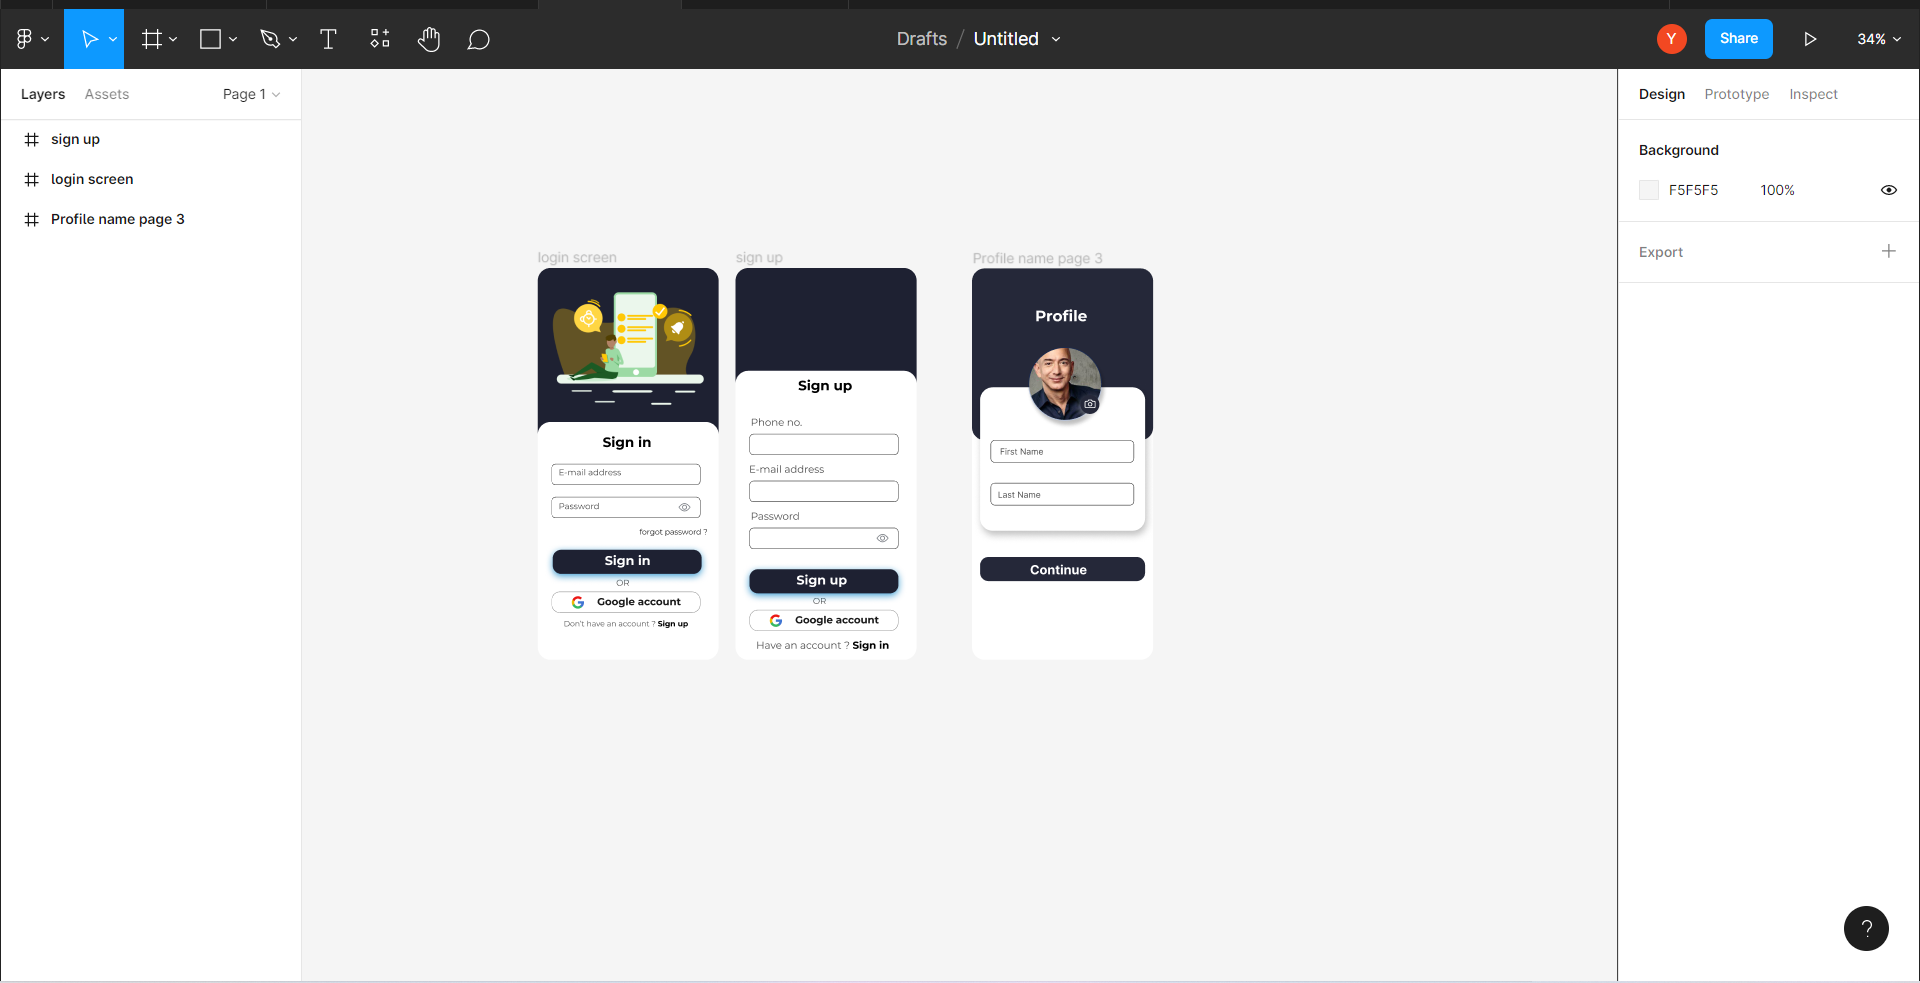 Drafts / Untitled
Y
Share
34%
Layers
Assets
Page 1
sign up
login screen
Profile name page 3
login screen
Sign in
E-mail address
Password
forgot password ?
Sign in
OR
Google account
Don't have an account ? Sign up
sign up
Sign up
Phone no.
E-mail address
Password
Sign up
OR
Google account
Have an account ? Sign in
Profile name page 3
Profile
First Name
Last Name
Continue
Design
Prototype
Inspect
Background
F5F5F5
100%
Export
?